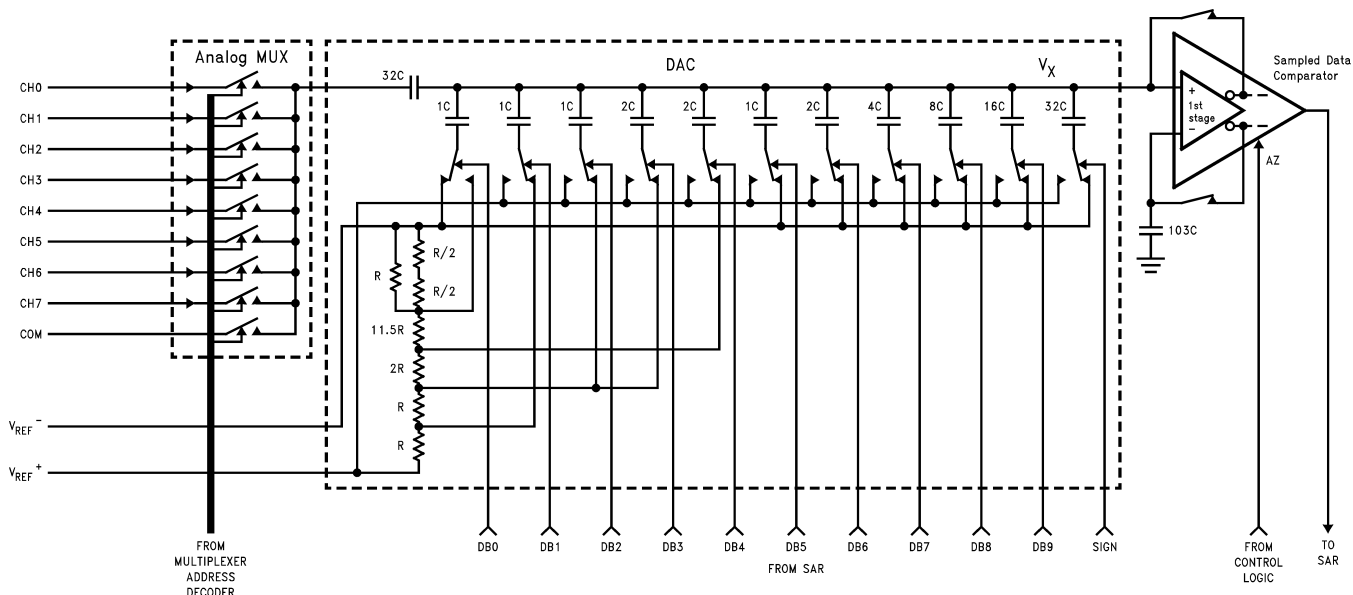 Analog MUX
DAC
V_X
Sampled Data
Comparator
CH0
CH1
CH2
CH3
CH4
CH5
CH6
CH7
COM
V_REF^-
V_REF^+
32C
1C
1C
1C
2C
2C
1C
2C
4C
8C
16C
32C
+
1st
stage
-
AZ
103C
R
R/2
R/2
11.5R
2R
R
R
DB0
DB1
DB2
DB3
DB4
DB5
DB6
DB7
DB8
DB9
SIGN
FROM SAR
FROM
MULTIPLEXER
ADDRESS
DECODER
FROM
CONTROL
LOGIC
TO
SAR